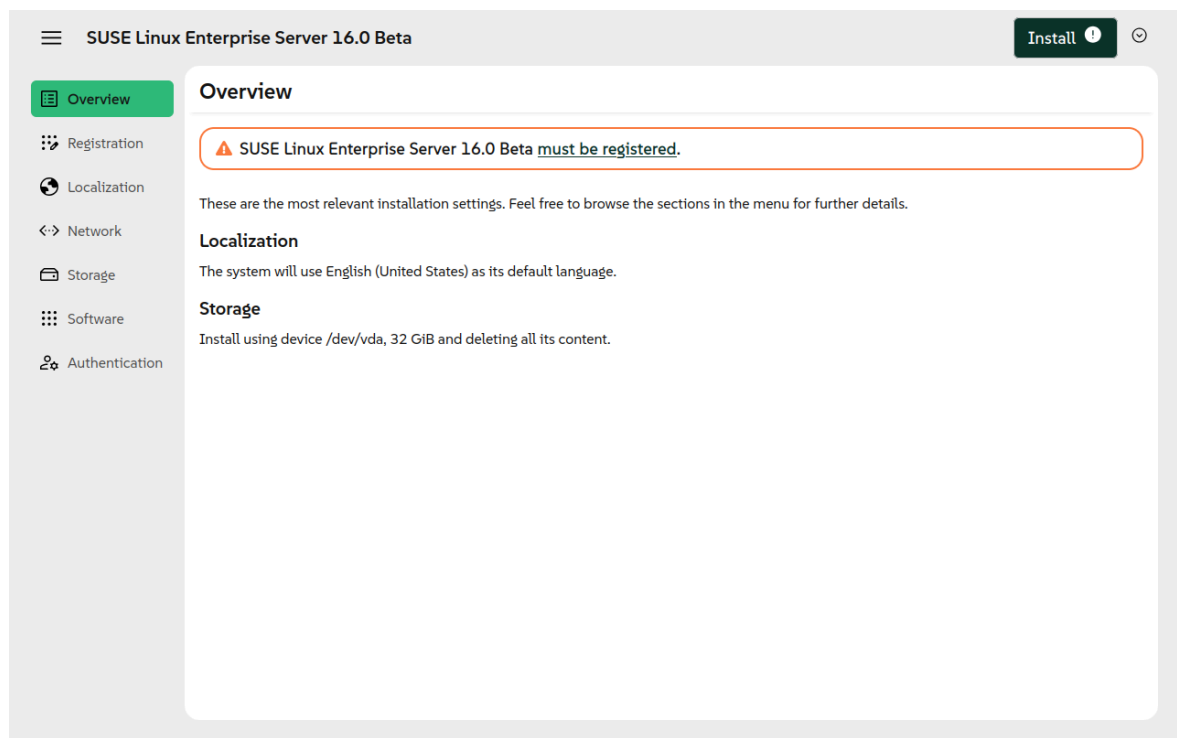 SUSE Linux Enterprise Server 16.0 Beta
Install
Overview
Registration
Localization
Network
Storage
Software
Authentication
Overview
SUSE Linux Enterprise Server 16.0 Beta must be registered.
These are the most relevant installation settings. Feel free to browse the sections in the menu for further details.
Localization
The system will use English (United States) as its default language.
Storage
Install using device /dev/vda, 32 GiB and deleting all its content.